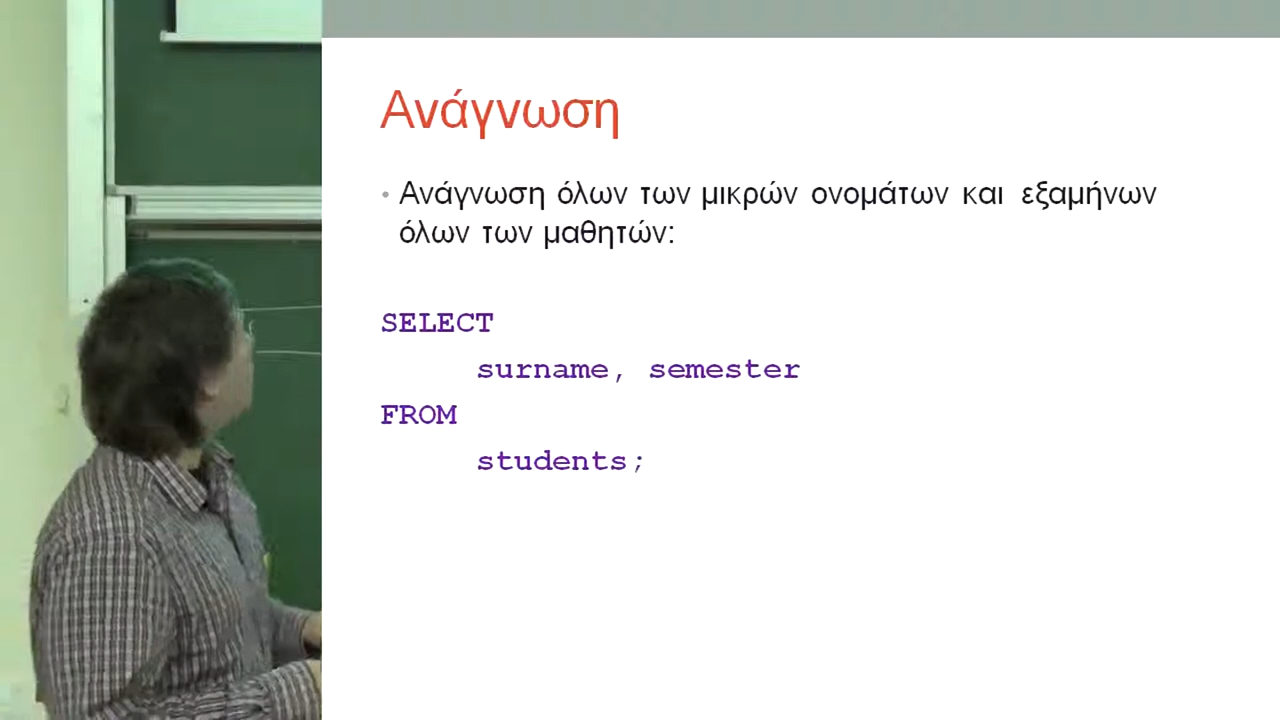 Ανάγνωση
• Ανάγνωση όλων των μικρών ονομάτων και εξαμήνων
όλων των μαθητών:
SELECT
surname, semester
FROM
students;